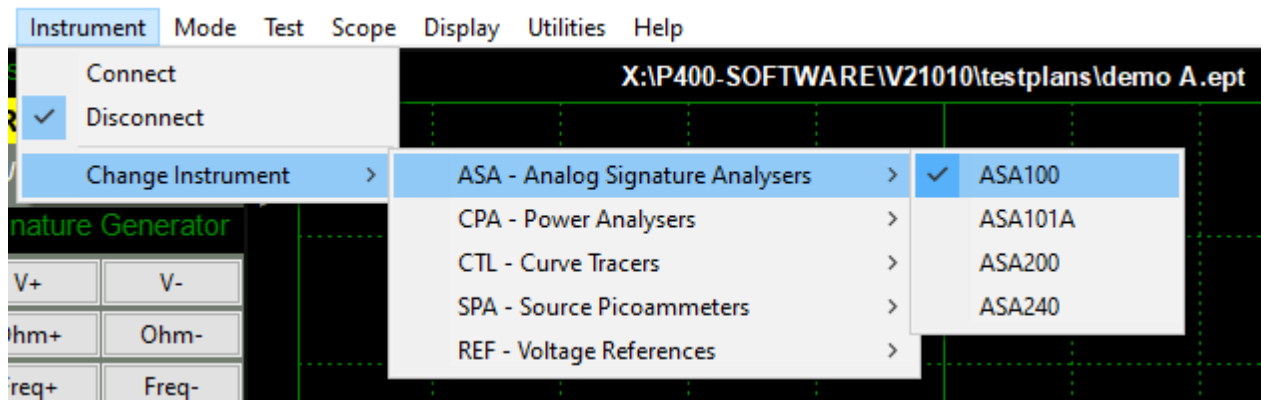 Instrument Mode Test Scope Display Utilities Help
Connect
X:\P400-SOFTWARE\V21010\testplans\demo A.ept
Disconnect
Change Instrument >
ASA - Analog Signature Analysers >
ASA100
CPA - Power Analysers >
ASA101A
CTL - Curve Tracers >
ASA200
SPA - Source Picoammeters >
ASA240
REF - Voltage References >
nature Generator
V+ V-
hm+ Ohm-
req+ Freq-